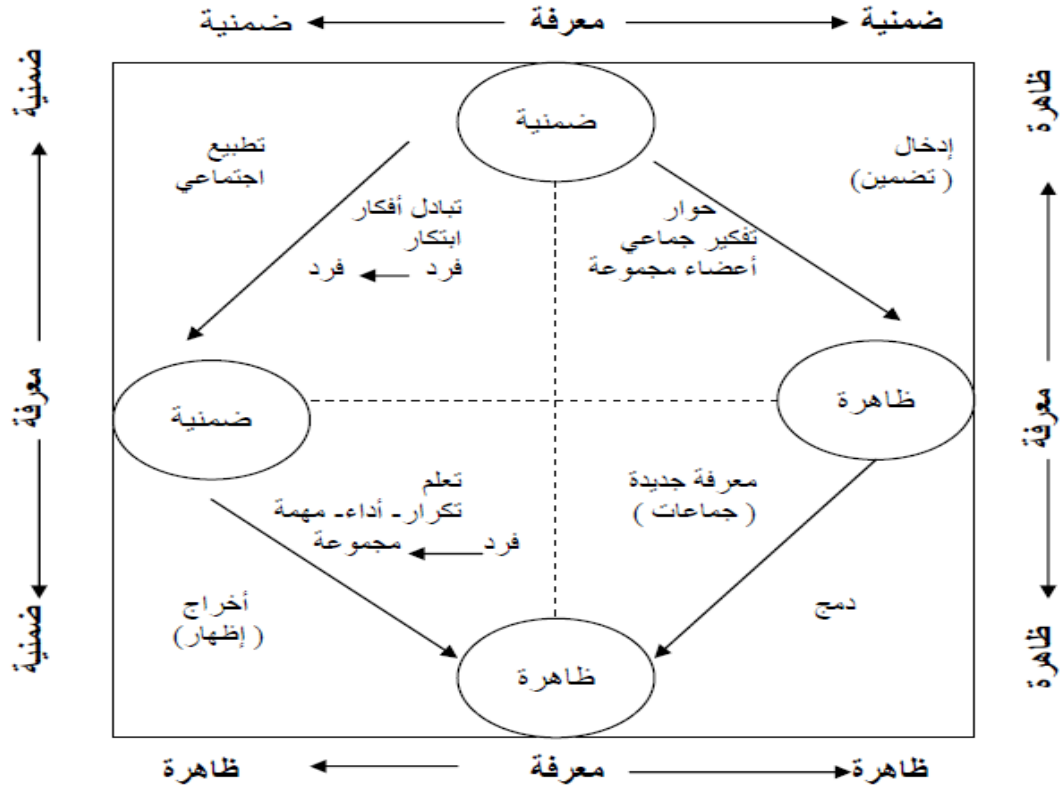 ضمنية معرفة ضمنية
ظاهرة
ضمنية
ضمنية
إدخال
( تضمين)
تطبيع
اجتماعي
حوار
تفكير جماعي
أعضاء مجموعة
تبادل أفكار
ابتكار
فرد فرد
معرفة
ظاهرة
ضمنية
معرفة
معرفة جديدة
( جماعات )
تعلم
تكرار- أداء- مهمة
فرد مجموعة
دمج
أخراج
( إظهار)
ظاهرة
ظاهرة
ضمنية
ظاهرة معرفة ظاهرة